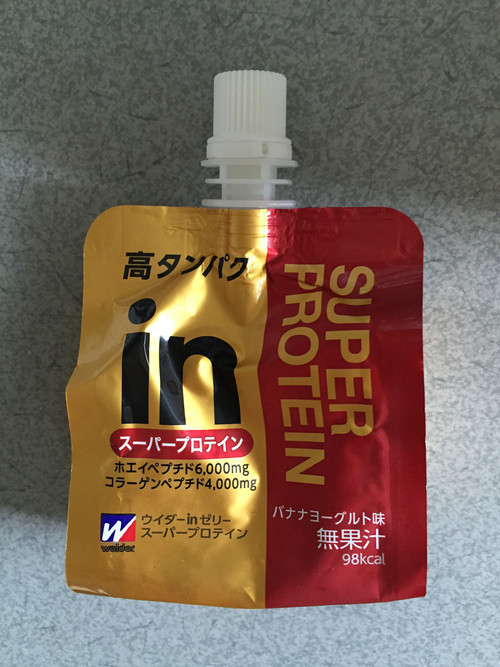 高タンパク
in
スーパープロテイン
ホエイペプチド6,000mg
コラーゲンペプチド4,000mg
W
weider
ウイダーinゼリー
スーパープロテイン
SUPER
PROTEIN
バナナヨーグルト味
無果汁
98kcal